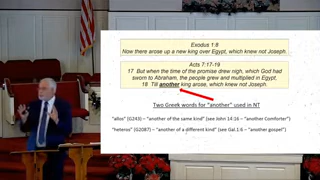 Exodus 1:8
Now there arose up a new king over Egypt, which knew not Joseph.
Acts 7:17-19
17 But when the time of the promise drew nigh, which God had
sworn to Abraham, the people grew and multiplied in Egypt,
18 Till another king arose, which knew not Joseph.
Two Greek words for "another" used in NT
"allos" (G243) – "another of the same kind" (see John 14:16 – "another Comforter")
"heteros" (G2087) – "another of a different kind" (see Gal.1:6 – "another gospel")